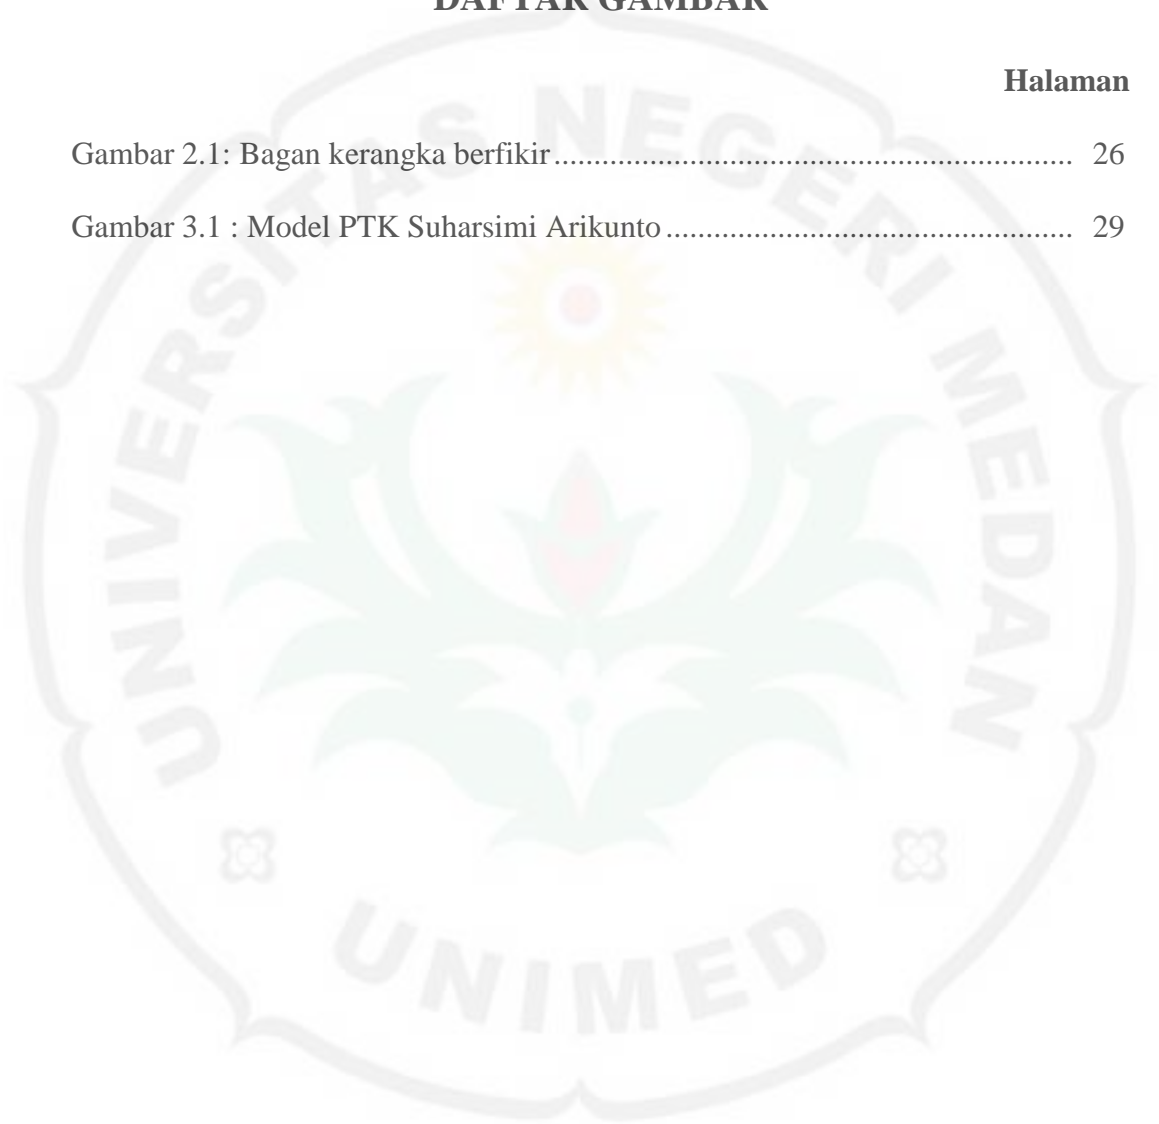 DAFTAR GAMBAR
Halaman
Gambar 2.1: Bagan kerangka berfikir................................................................. 26
Gambar 3.1 : Model PTK Suharsimi Arikunto................................................... 29
UNIVERSITAS NEGERI MEDAN
UNIMED